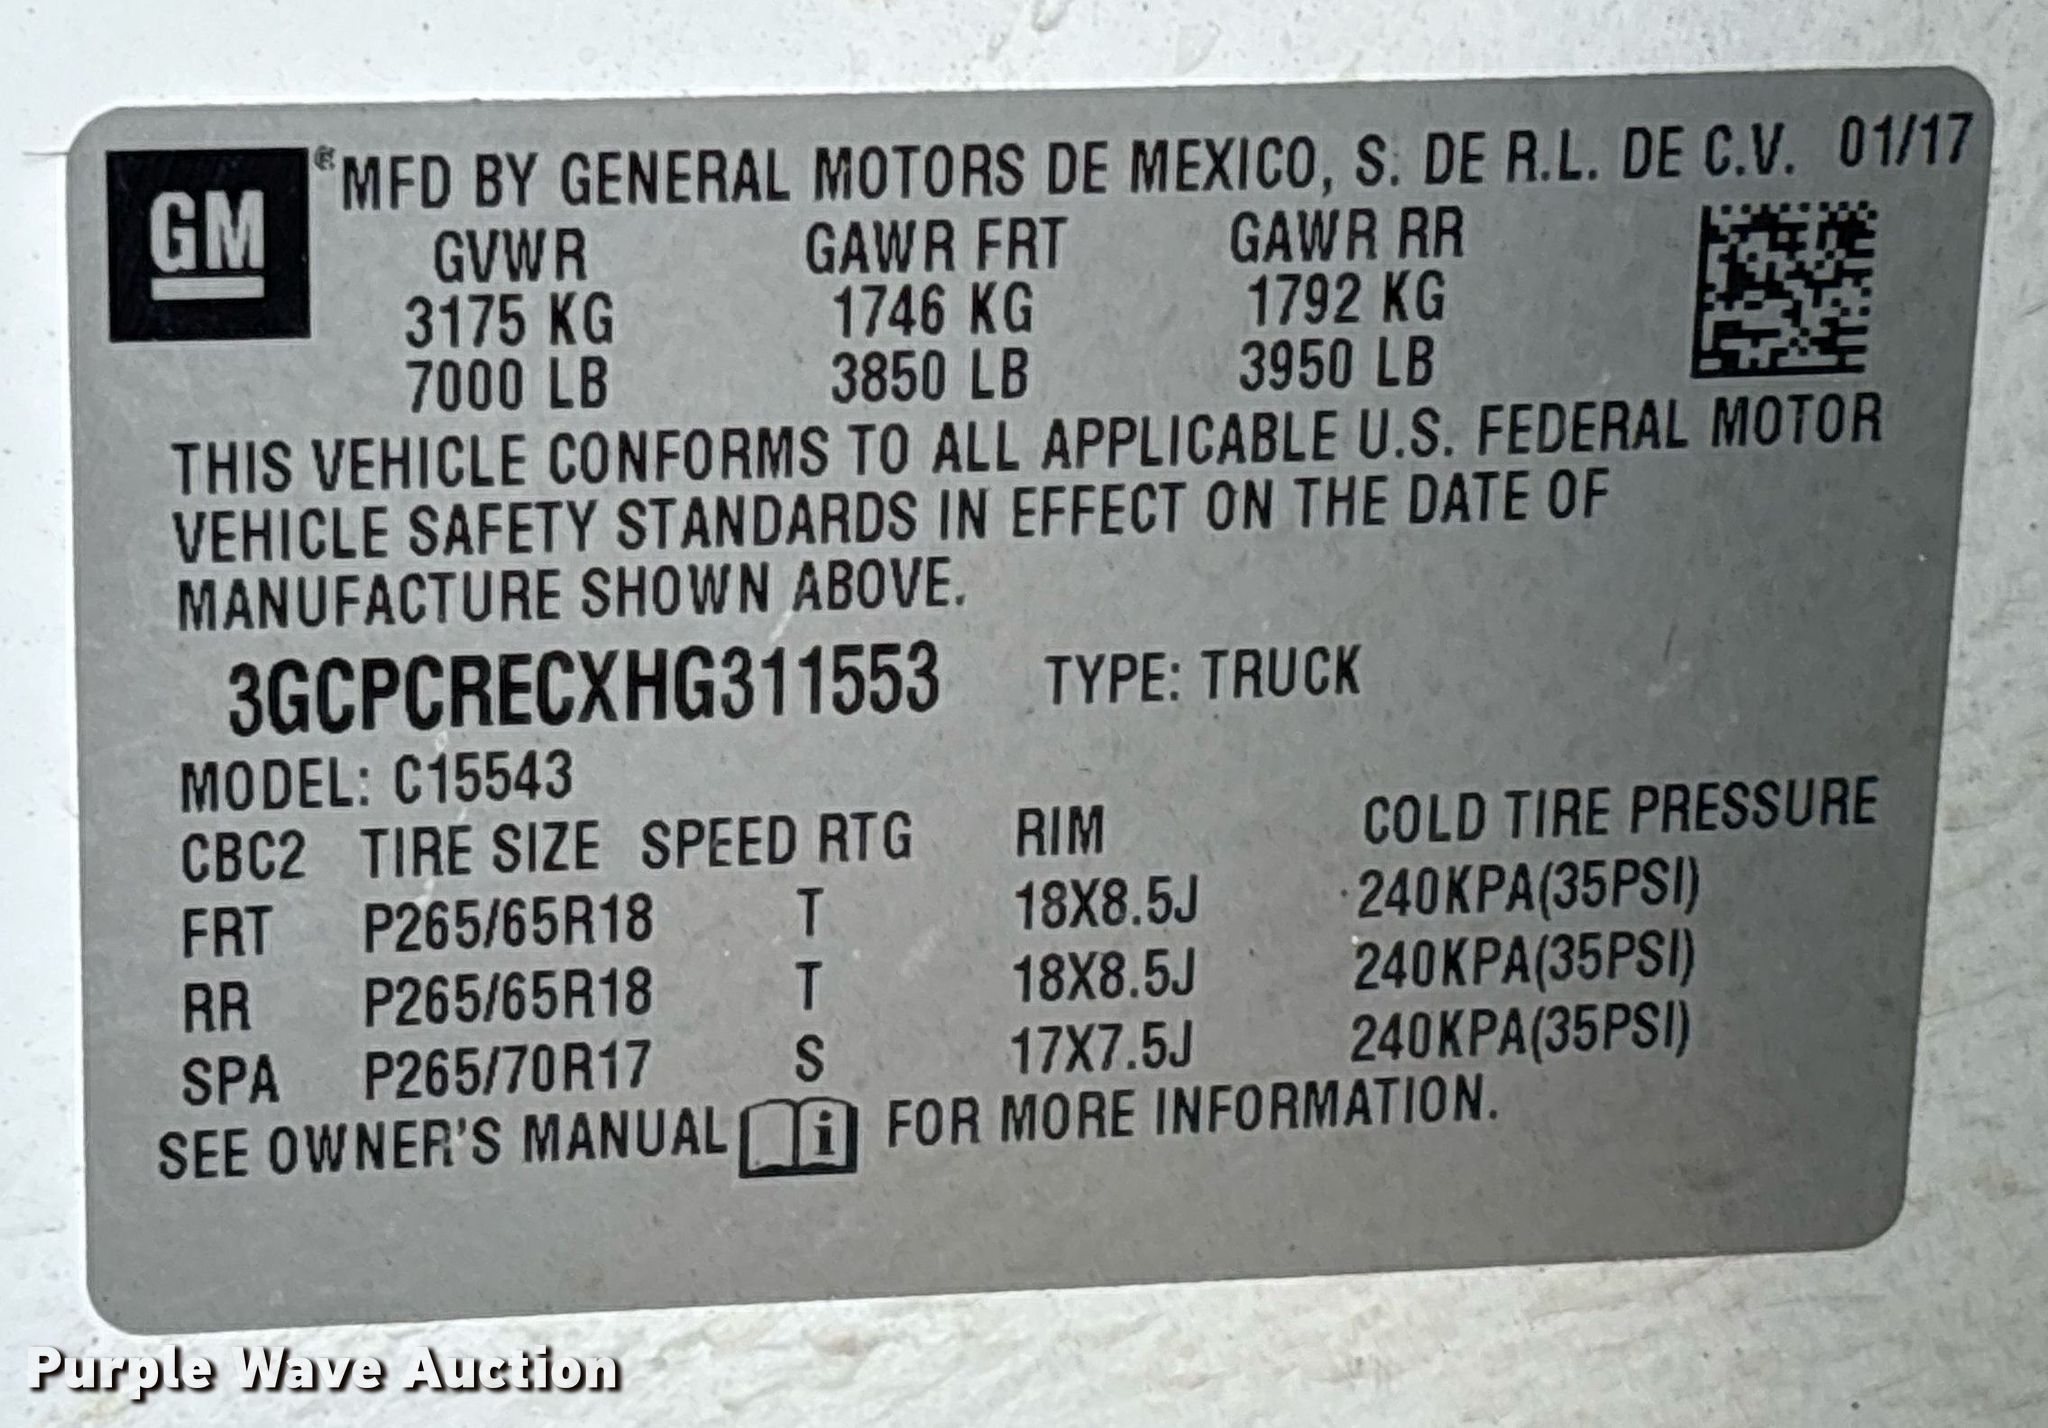 GM
® MFD BY GENERAL MOTORS DE MEXICO, S. DE R.L. DE C.V. 01/17
GVWR GAWR FRT GAWR RR
3175 KG 1746 KG 1792 KG
7000 LB 3850 LB 3950 LB
THIS VEHICLE CONFORMS TO ALL APPLICABLE U.S. FEDERAL MOTOR
VEHICLE SAFETY STANDARDS IN EFFECT ON THE DATE OF
MANUFACTURE SHOWN ABOVE.
3GCPCRECXHG311553 TYPE: TRUCK
MODEL: C15543
CBC2 TIRE SIZE SPEED RTG RIM COLD TIRE PRESSURE
FRT P265/65R18 T 18X8.5J 240KPA(35PSI)
RR P265/65R18 T 18X8.5J 240KPA(35PSI)
SPA P265/70R17 S 17X7.5J 240KPA(35PSI)
SEE OWNER'S MANUAL i FOR MORE INFORMATION.
Purple Wave Auction